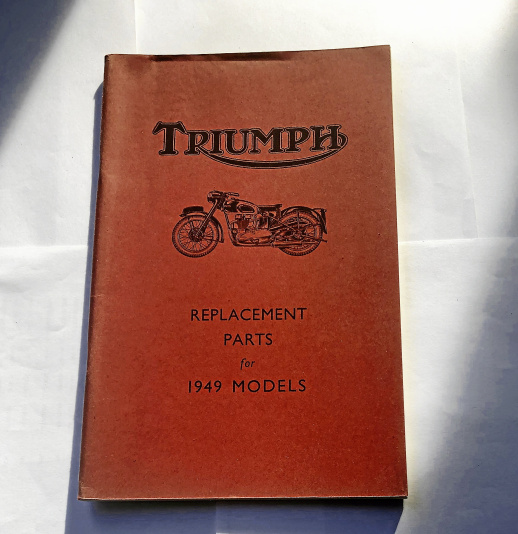 TRIUMPH
REPLACEMENT
PARTS
for
1949 MODELS